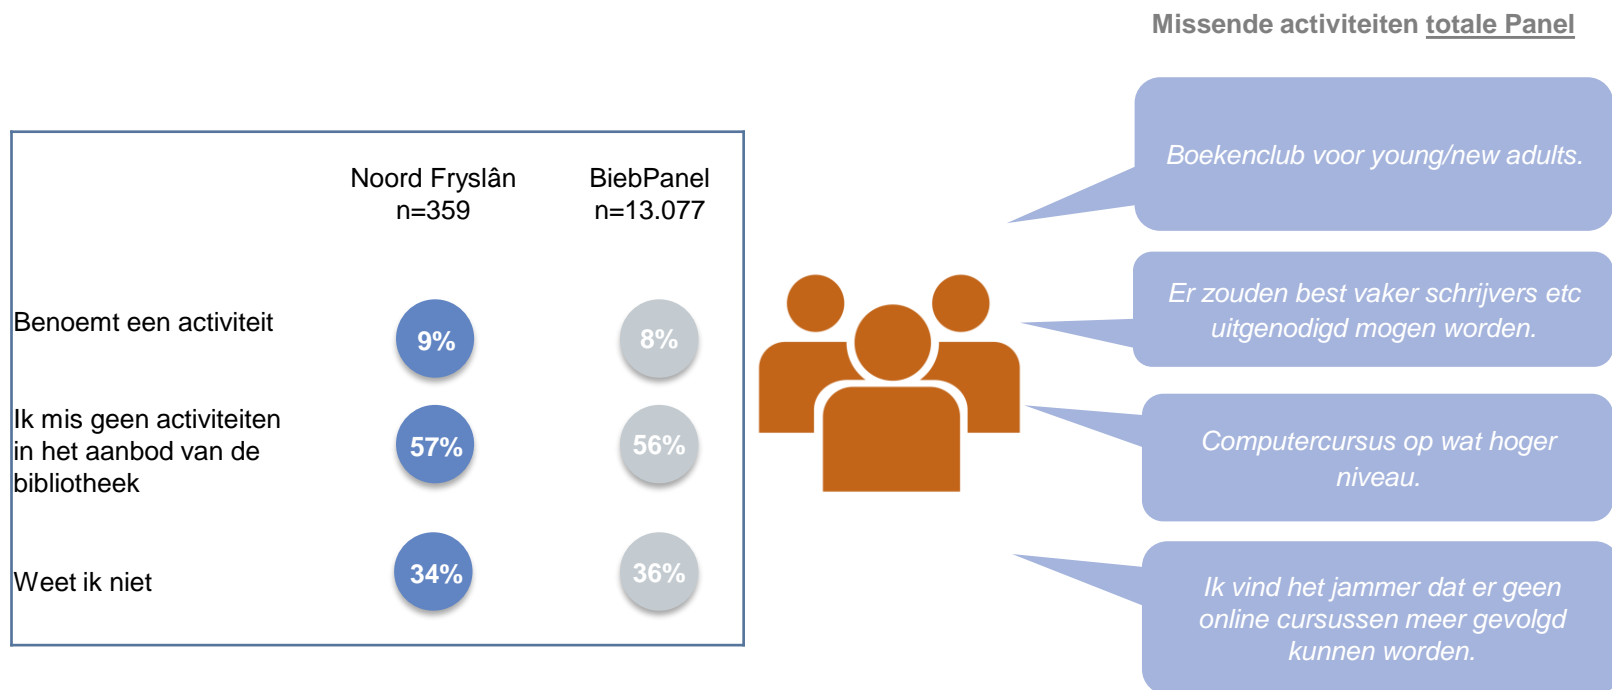 Missende activiteiten totale Panel
Noord Fryslân
n=359
BiebPanel
n=13.077
Benoemt een activiteit
9%
8%
Ik mis geen activiteiten
in het aanbod van de
bibliotheek
57%
56%
Weet ik niet
34%
36%
Boekenclub voor young/new adults.
Er zouden best vaker schrijvers etc
uitgenodigd mogen worden.
Computercursus op wat hoger
niveau.
Ik vind het jammer dat er geen
online cursussen meer gevolgd
kunnen worden.